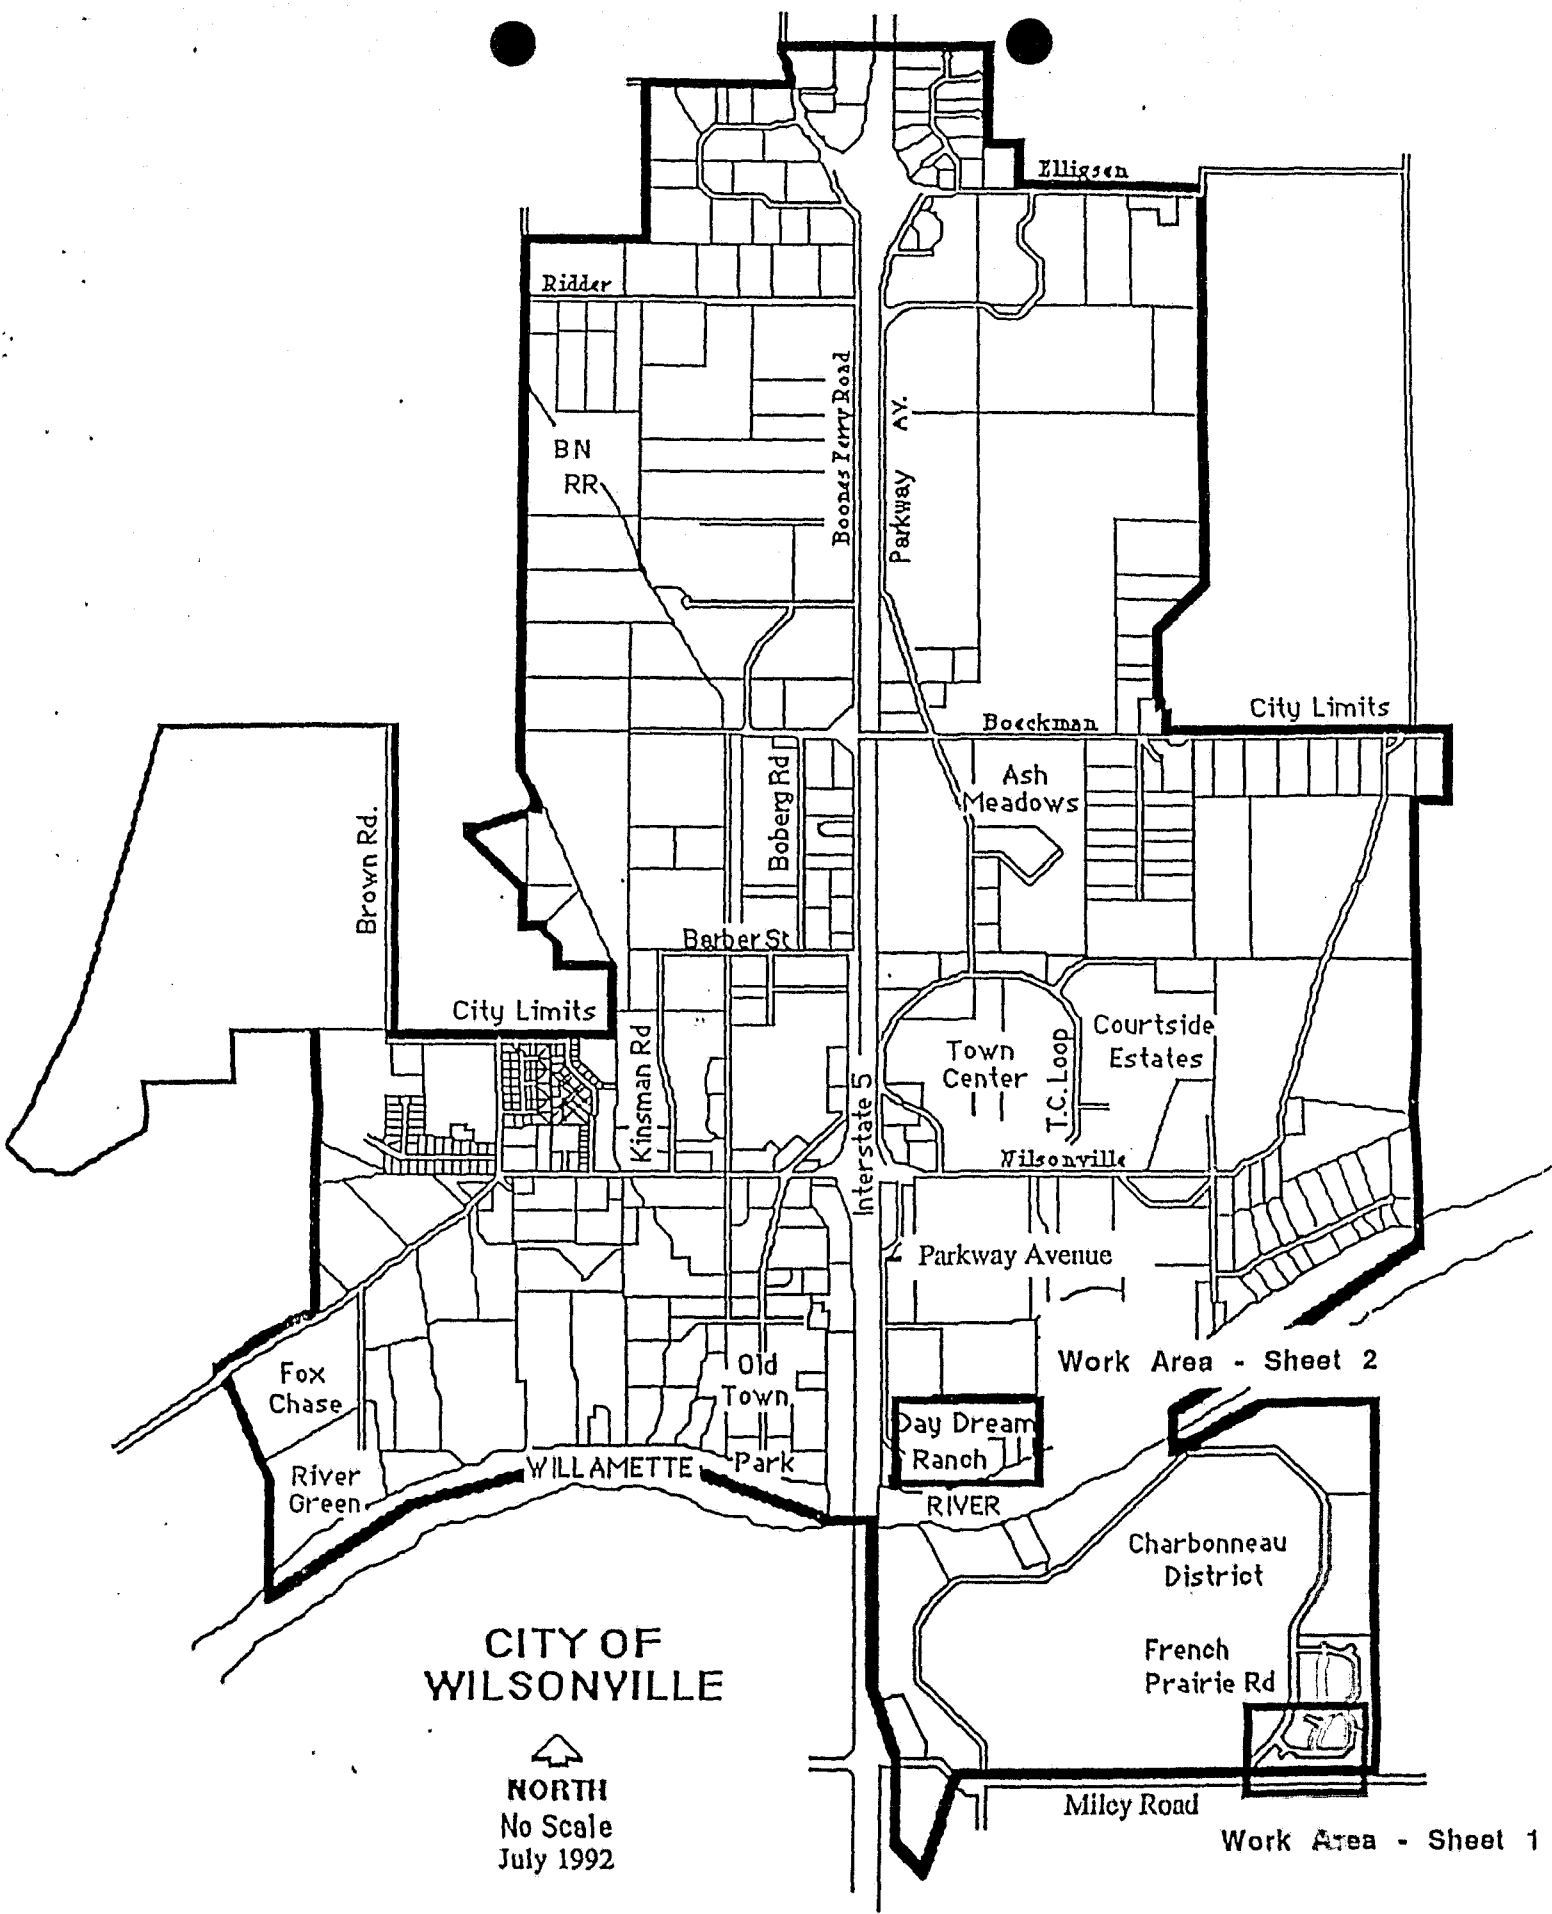 Elligsen
Ridder
Boones Ferry Road
Parkway AV.
BN
RR
City Limits
Boeckman
Ash
Meadows
Boberg Rd
Brown Rd.
Barber St
City Limits
Kinsman Rd
Town
Center
T.C. Loop
Courtside
Estates
Interstate 5
Wilsonville
Parkway Avenue
Work Area - Sheet 2
Fox
Chase
Old
Town
Day Dream
Ranch
River
Green
WILLAMETTE
Park
RIVER
Charbonneau
District
French
Prairie Rd
CITY OF
WILSONVILLE
NORTH
No Scale
July 1992
Miley Road
Work Area - Sheet 1